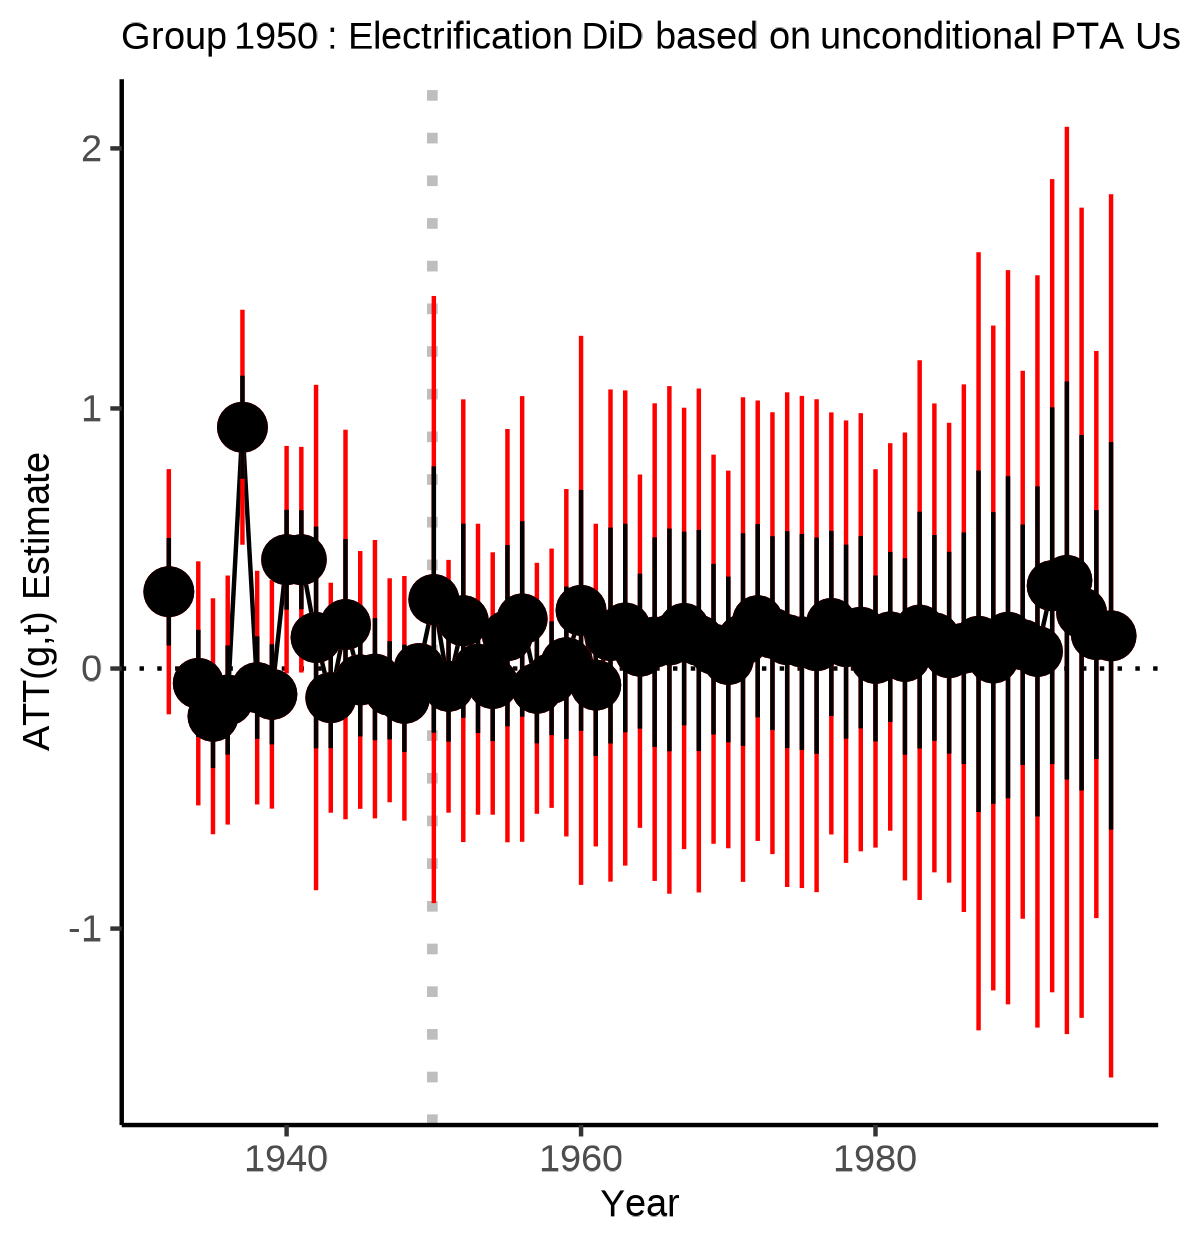 Group 1950 : Electrification DiD based on unconditional PTA Us
ATT(g,t) Estimate
2
1
0
-1
1940 1960 1980
Year